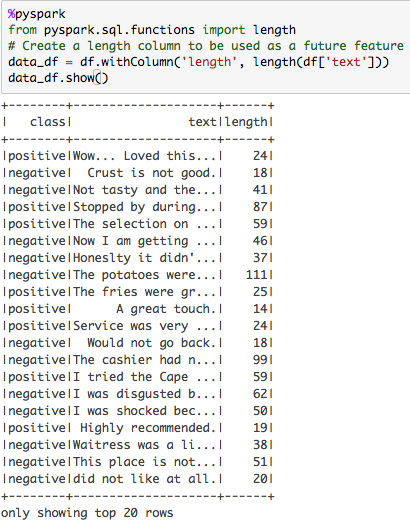 %pyspark
from pyspark.sql.functions import length
# Create a length column to be used as a future feature
data_df = df.withColumn('length', length(df['text']))
data_df.show()
+--------+--------------------+------+
|   class|                text|length|
+--------+--------------------+------+
|positive|Wow... Loved this...|    24|
|negative|  Crust is not good.|    18|
|negative|Not tasty and the...|    41|
|positive|Stopped by during...|    87|
|positive|The selection on ...|    59|
|negative|Now I am getting ...|    46|
|negative|Honeslty it didn'...|    37|
|negative|The potatoes were...|   111|
|positive|The fries were gr...|    25|
|positive|      A great touch.|    14|
|positive|Service was very ...|    24|
|negative|  Would not go back.|    18|
|negative|The cashier had n...|    99|
|positive|I tried the Cape ...|    59|
|negative|I was disgusted b...|    62|
|negative|I was shocked bec...|    50|
|positive| Highly recommended.|    19|
|negative|Waitress was a li...|    38|
|negative|This place is not...|    51|
|negative|did not like at all.|    20|
+--------+--------------------+------+
only showing top 20 rows